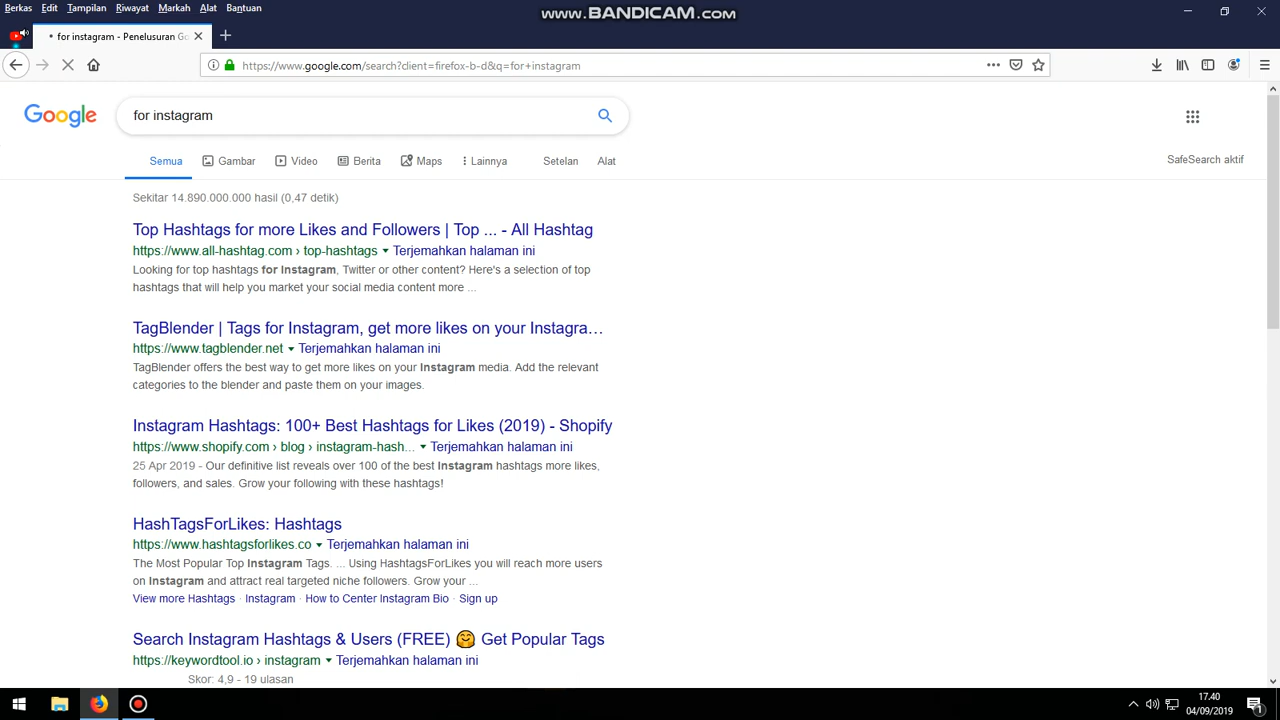 Berkas Edit Tampilan Riwayat Markah Alat Bantuan
www.BANDICAM.com
for instagram - Penelusuran Go
https://www.google.com/search?client=firefox-b-d&q=for+instagram
Google
for instagram
Semua Gambar Video Berita Maps Lainnya Setelan Alat
SafeSearch aktif
Sekitar 14.890.000.000 hasil (0,47 detik)
Top Hashtags for more Likes and Followers | Top ... - All Hashtag
https://www.all-hashtag.com › top-hashtags Terjemahkan halaman ini
Looking for top hashtags for Instagram, Twitter or other content? Here's a selection of top
hashtags that will help you market your social media content more ...
TagBlender | Tags for Instagram, get more likes on your Instagra…
https://www.tagblender.net Terjemahkan halaman ini
TagBlender offers the best way to get more likes on your Instagram media. Add the relevant
categories to the blender and paste them on your images.
Instagram Hashtags: 100+ Best Hashtags for Likes (2019) - Shopify
https://www.shopify.com › blog › instagram-hash... Terjemahkan halaman ini
25 Apr 2019 - Our definitive list reveals over 100 of the best Instagram hashtags more likes,
followers, and sales. Grow your following with these hashtags!
HashTagsForLikes: Hashtags
https://www.hashtagsforlikes.co Terjemahkan halaman ini
The Most Popular Top Instagram Tags. ... Using HashtagsForLikes you will reach more users
on Instagram and attract real targeted niche followers. Grow your ...
View more Hashtags · Instagram · How to Center Instagram Bio · Sign up
Search Instagram Hashtags & Users (FREE) 🤗 Get Popular Tags
https://keywordtool.io › instagram Terjemahkan halaman ini
Skor: 4,9 - 19 ulasan
17.40
04/09/2019
1